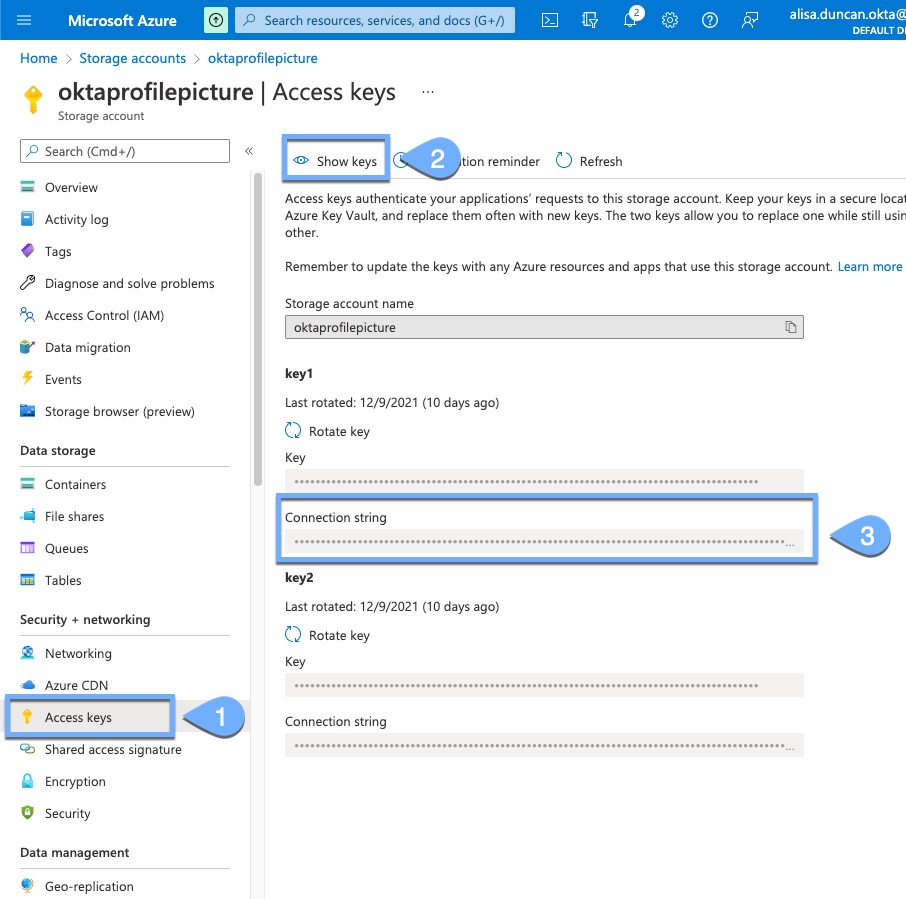 Microsoft Azure
Search resources, services, and docs (G+/)
2
alisa.duncan.okta@
DEFAULT
Home > Storage accounts > oktaprofilepicture
oktaprofilepicture | Access keys ...
Storage account
Search (Cmd+/)
«
Overview
Activity log
Tags
Diagnose and solve problems
Access Control (IAM)
Data migration
Events
Storage browser (preview)
Data storage
Containers
File shares
Queues
Tables
Security + networking
Networking
Azure CDN
Access keys
1
Shared access signature
Encryption
Security
Data management
Geo-replication
Show keys
2
tion reminder
Refresh
Access keys authenticate your applications' requests to this storage account. Keep your keys in a secure
Azure Key Vault, and replace them often with new keys. The two keys allow you to replace one while still
other.
Remember to update the keys with any Azure resources and apps that use this storage account. Learn more
Storage account name
oktaprofilepicture
key1
Last rotated: 12/9/2021 (10 days ago)
Rotate key
Key
Connection string
3
key2
Last rotated: 12/9/2021 (10 days ago)
Rotate key
Key
Connection string